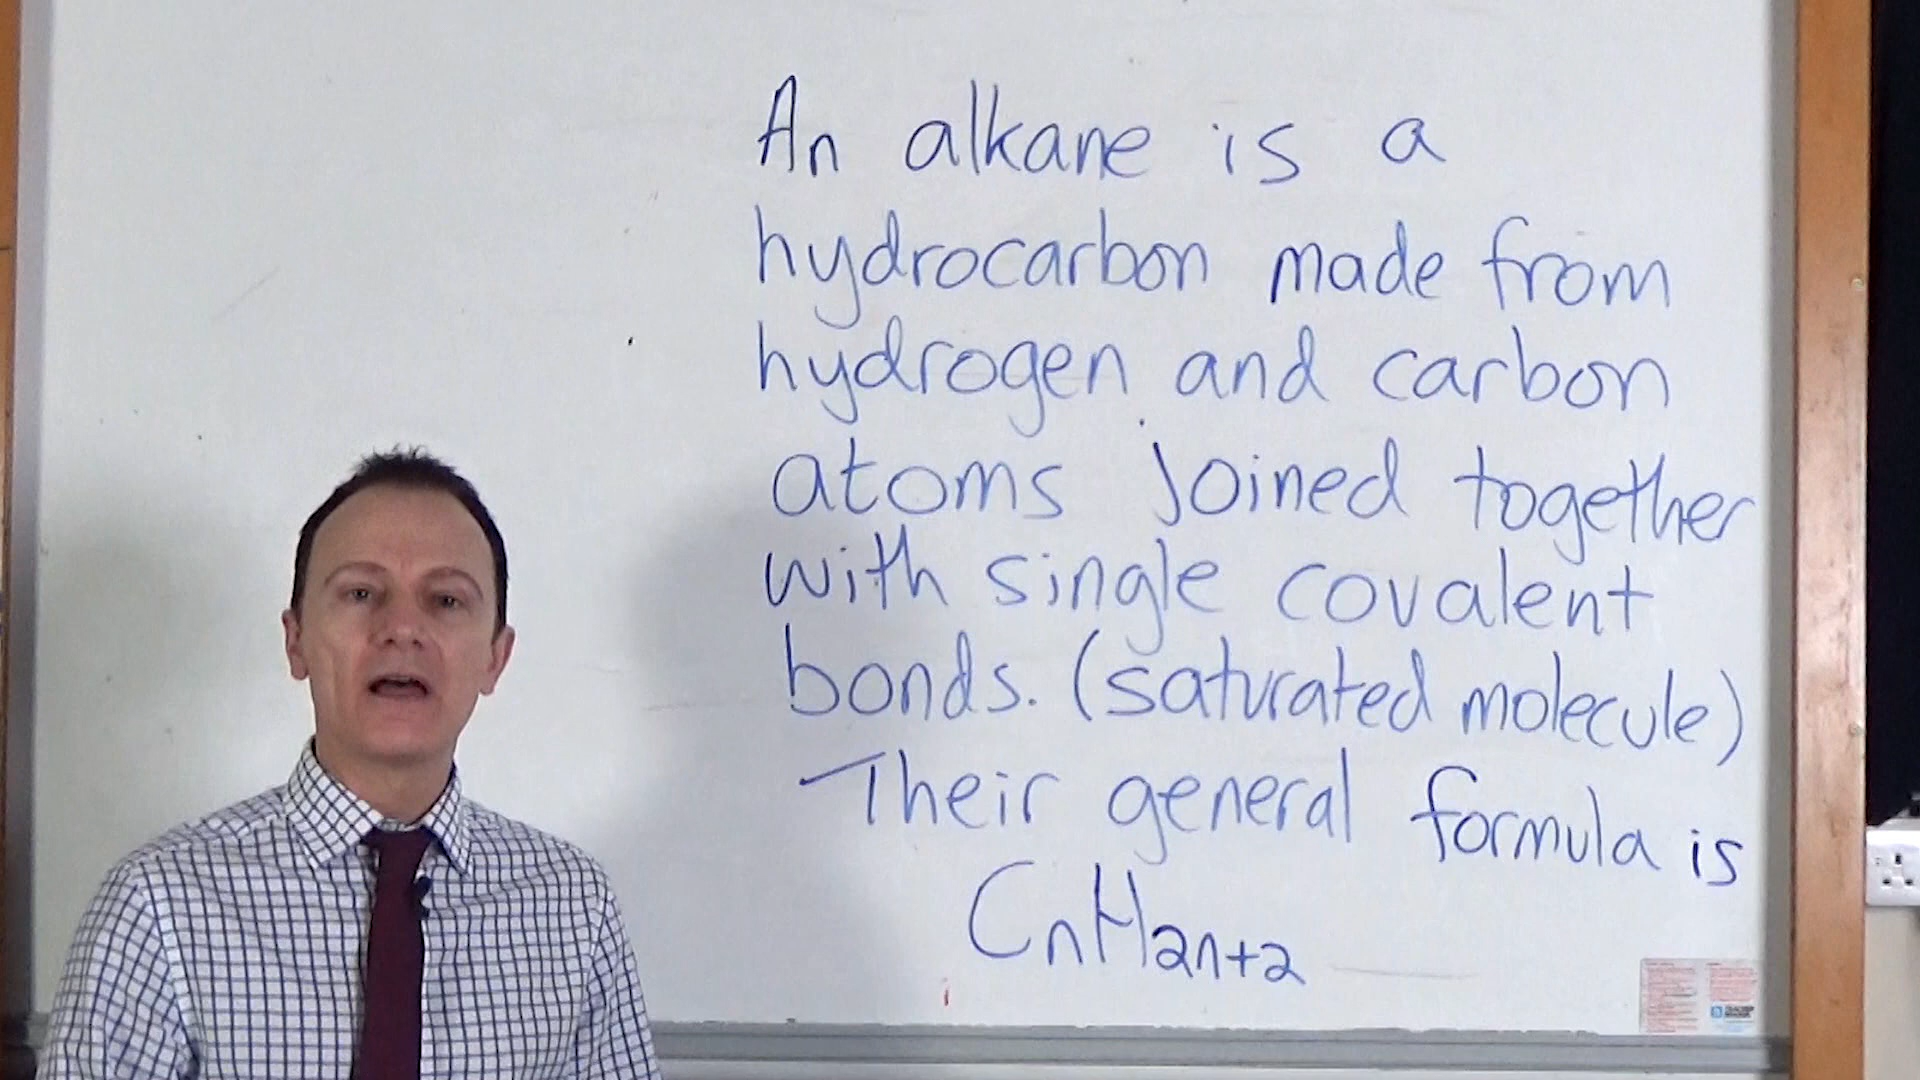 An alkane is a
hydrocarbon made from
hydrogen and carbon
atoms joined together
with single covalent
bonds. (saturated molecule)
Their general formula is
CnH2n+2